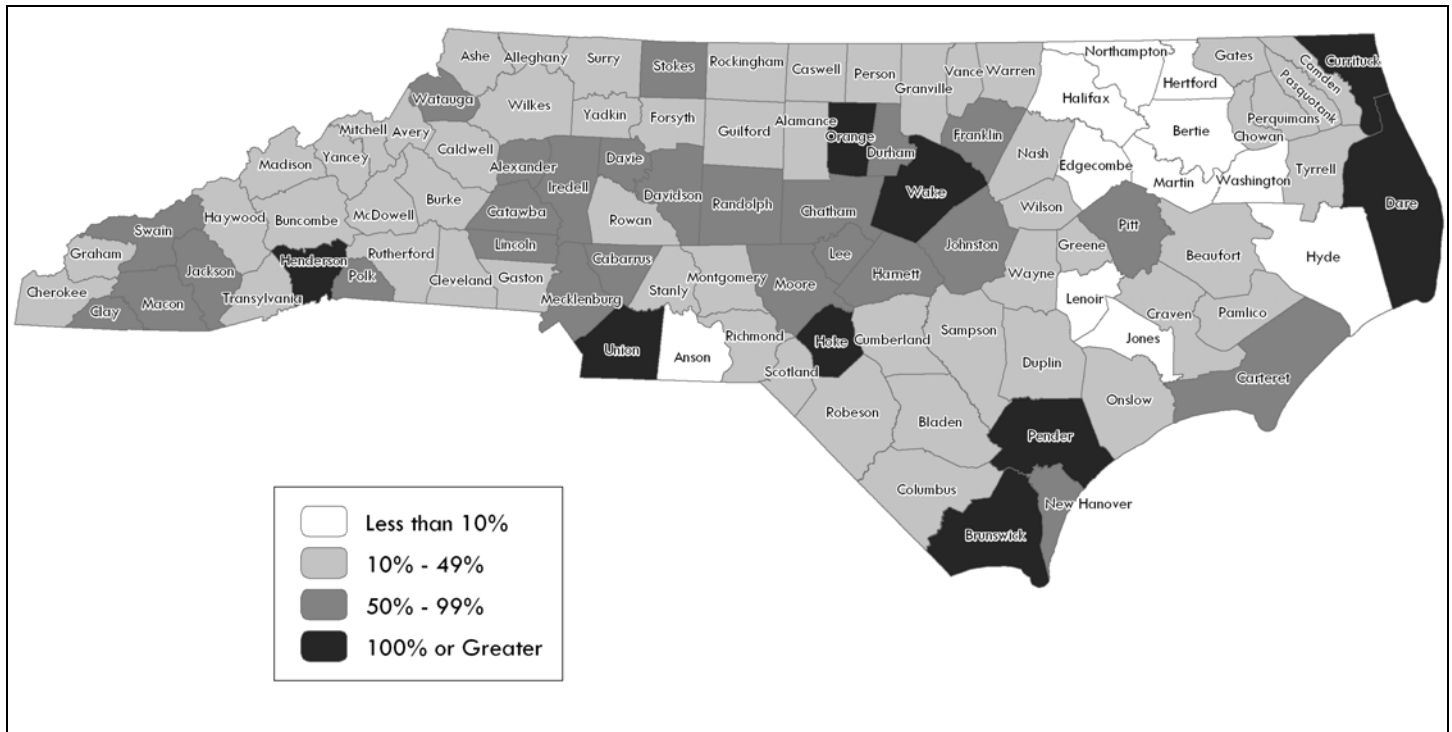 Ashe
Alleghany
Surry
Stokes
Rockingham
Caswell
Person
Granville
Vance
Warren
Northampton
Hertford
Gates
Camden
Pasquotank
Currituck
Halifax
Watauga
Wilkes
Yadkin
Forsyth
Guilford
Alamance
Orange
Durham
Franklin
Nash
Edgecombe
Bertie
Perquimans
Chowan
Mitchell
Avery
Caldwell
Alexander
Davie
Madison
Yancey
Iredell
Davidson
Randolph
Chatham
Wake
Martin
Washington
Tyrrell
Dare
Burke
McDowell
Catawba
Rowan
Wilson
Pitt
Haywood
Buncombe
Swain
Lincoln
Johnston
Greene
Beaufort
Hyde
Graham
Jackson
Henderson
Rutherford
Polk
Cleveland
Gaston
Cabarrus
Lee
Harnett
Wayne
Cherokee
Clay
Macon
Transylvania
Mecklenburg
Stanly
Montgomery
Moore
Lenoir
Craven
Pamlico
Union
Anson
Richmond
Scotland
Hoke
Cumberland
Sampson
Duplin
Jones
Carteret
Robeson
Bladen
Onslow
Pender
Columbus
Brunswick
New Hanover
Less than 10%
10% - 49%
50% - 99%
100% or Greater